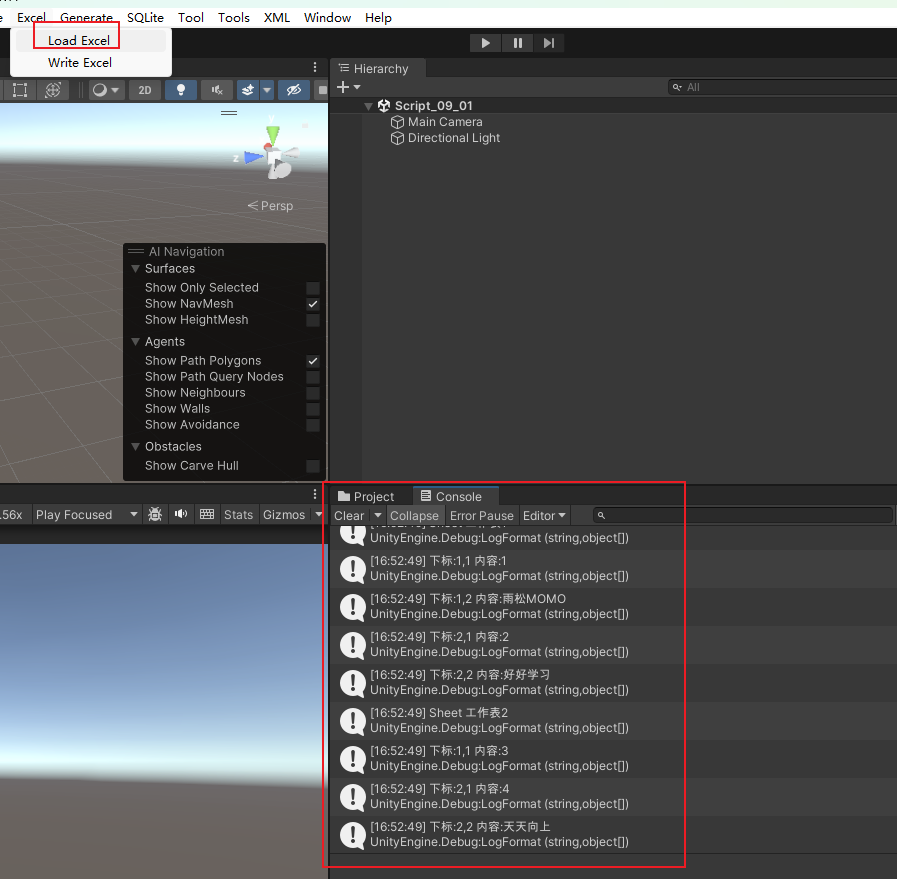 Excel Generate SQLite Tool Tools XML Window Help
Load Excel
Write Excel
2D
Hierarchy
All
Script_09_01
Main Camera
Directional Light
y
z
Persp
AI Navigation
Surfaces
Show Only Selected
Show NavMesh
Show HeightMesh
Agents
Show Path Polygons
Show Path Query Nodes
Show Neighbours
Show Walls
Show Avoidance
Obstacles
Show Carve Hull
.56x Play Focused Stats Gizmos
Project Console
Clear Collapse Error Pause Editor
UnityEngine.Debug:LogFormat (string,object[])
[16:52:49] 下标:1,1 内容:1
UnityEngine.Debug:LogFormat (string,object[])
[16:52:49] 下标:1,2 内容:雨松MOMO
UnityEngine.Debug:LogFormat (string,object[])
[16:52:49] 下标:2,1 内容:2
UnityEngine.Debug:LogFormat (string,object[])
[16:52:49] 下标:2,2 内容:好好学习
UnityEngine.Debug:LogFormat (string,object[])
[16:52:49] Sheet 工作表2
UnityEngine.Debug:LogFormat (string,object[])
[16:52:49] 下标:1,1 内容:3
UnityEngine.Debug:LogFormat (string,object[])
[16:52:49] 下标:2,1 内容:4
UnityEngine.Debug:LogFormat (string,object[])
[16:52:49] 下标:2,2 内容:天天向上
UnityEngine.Debug:LogFormat (string,object[])